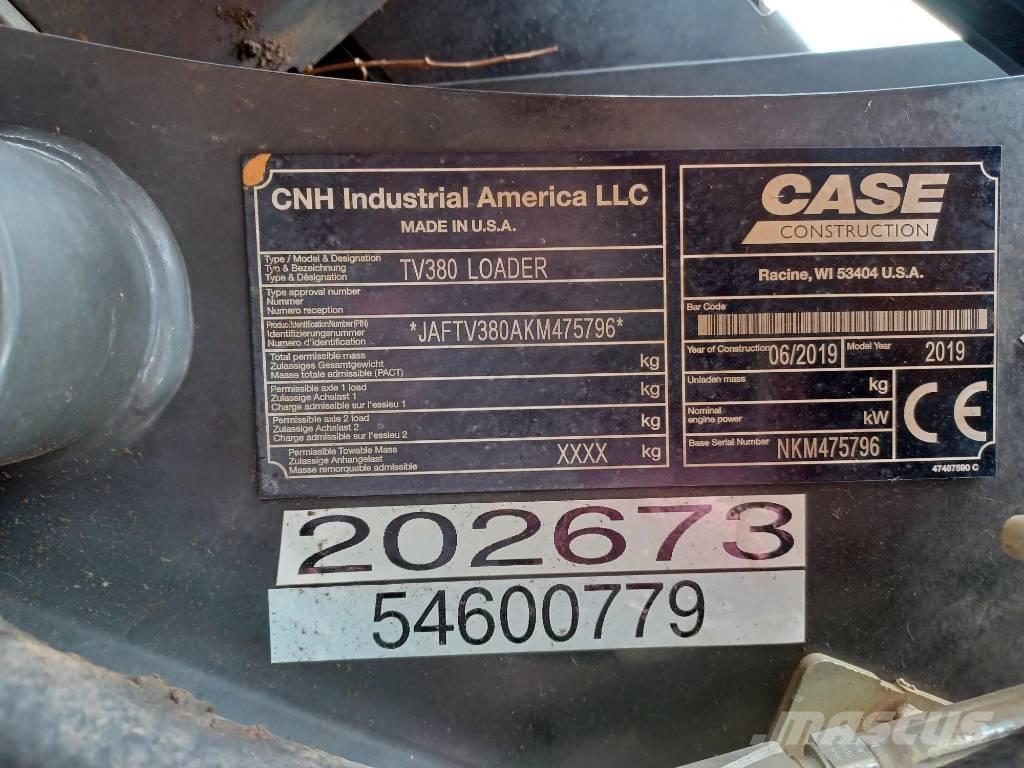 CNH Industrial America LLC
MADE IN U.S.A.
Type / Model & Designation
Typ & Bezeichnung
Type & Désignation
TV380 LOADER
Type approval number
Nummer
Numero reception
Product Identification Number (PIN)
Identifizierungsnummer
Numero d'identification
*JAFTV380AKM475796*
Total permissible mass
Zulassiges Gesamtgewicht
Masse totale admissible (PACT)
kg
Permissible axle 1 load
Zulassige Achslast 1
Charge admissible sur l'essieu 1
kg
Permissible axle 2 load
Zulassige Achslast 2
Charge admissible sur l'essieu 2
kg
Permissible Towable Mass
Zulassige Anhangelast
Masse remorquable admissible
XXXX kg
CASE
CONSTRUCTION
Racine, WI 53404 U.S.A.
Bar Code
Year of Construction 06/2019 Model Year 2019
Unladen mass kg
Nominal
engine power kW
Base Serial Number NKM475796
CE
47487590 C
202673
54600779
mascus